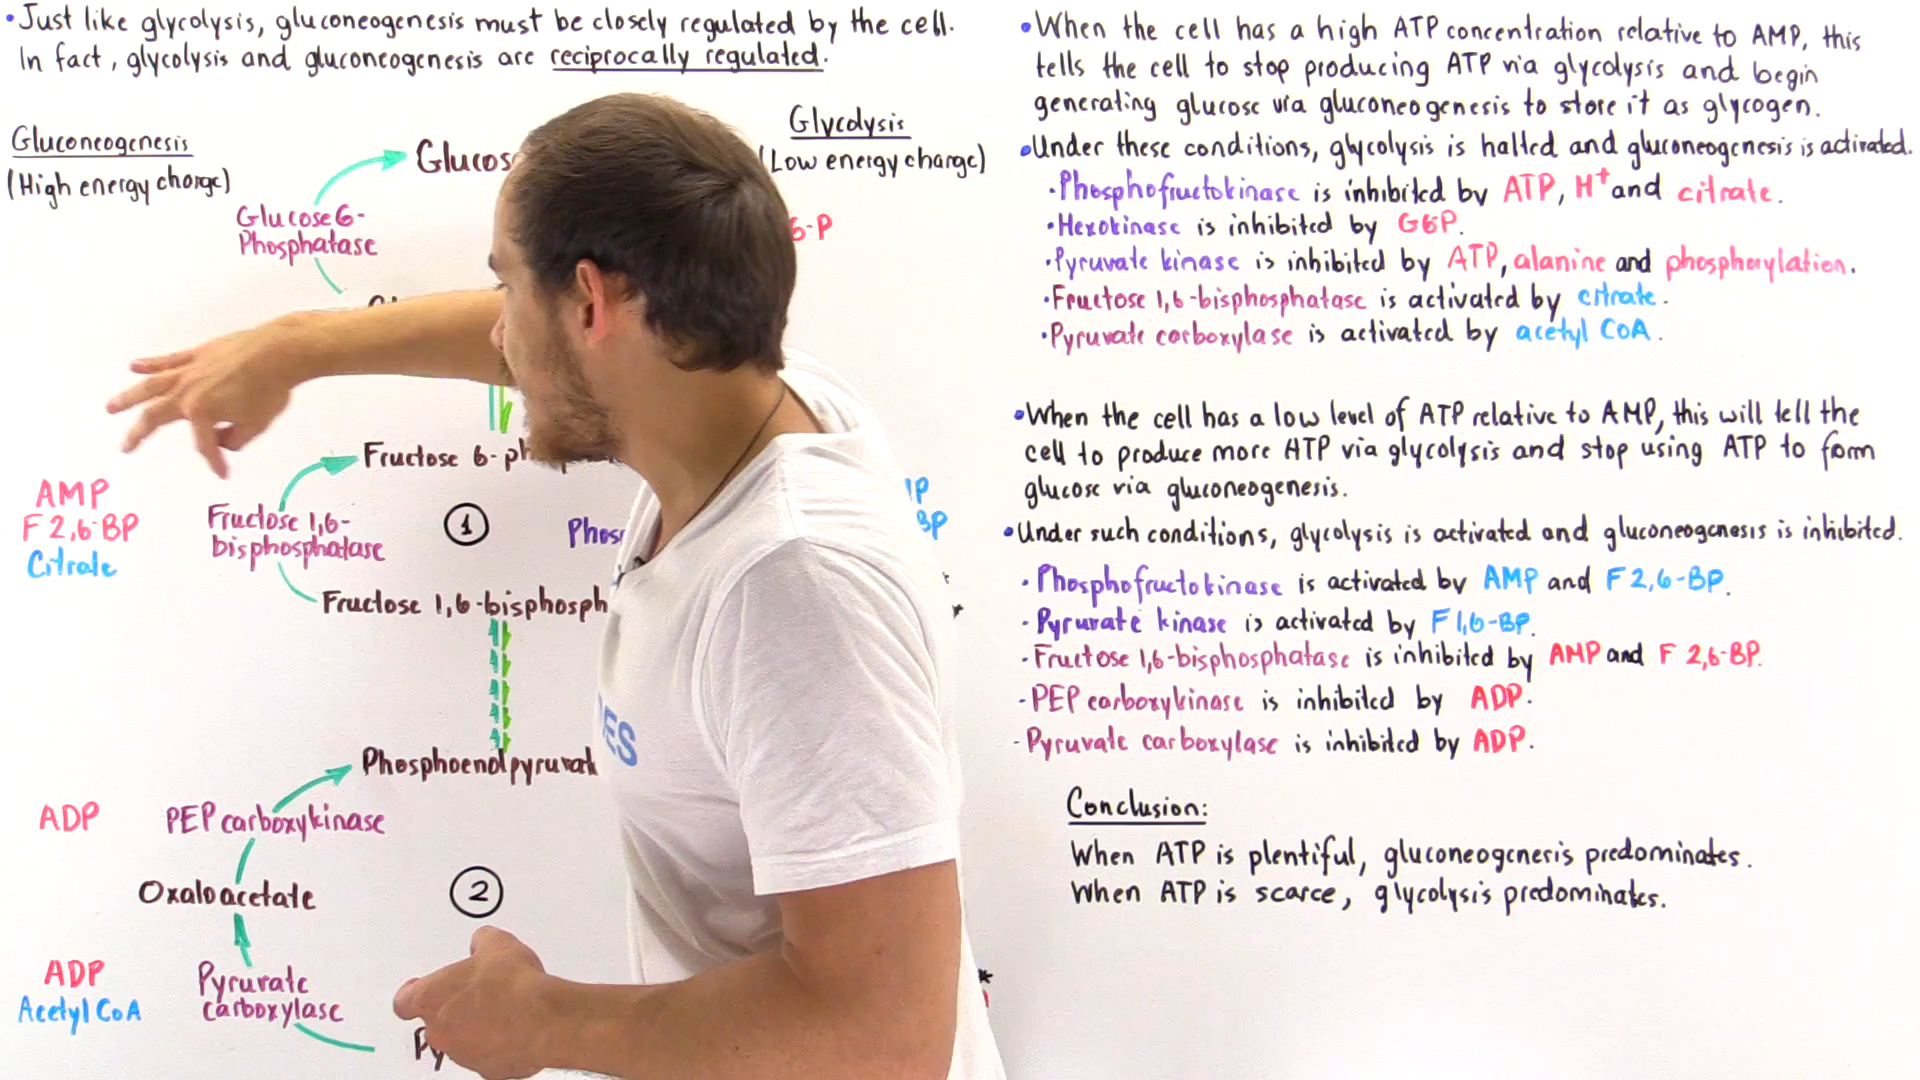 •Just like glycolysis, gluconeogenesis must be closely regulated by the cell.
In fact, glycolysis and gluconeogenesis are reciprocally regulated.
Gluconeogenesis
(High energy charge)
Glycolysis
(Low energy charge)
Glucos
Glucose 6-
Phosphatase
6-P
Fructose 6-ph
AMP
F 2,6-BP
Citrate
Fructose 1,6-
bisphosphatase
1
Phos
BP
Fructose 1,6-bisphosph
Phosphoenolpyruvat
ADP
PEP carboxykinase
Oxaloacetate
2
ADP
Acetyl CoA
Pyruvate
carboxylase
Py
•When the cell has a high ATP concentration relative to AMP, this
tells the cell to stop producing ATP via glycolysis and begin
generating glucose via gluconeogenesis to store it as glycogen.
•Under these conditions, glycolysis is halted and gluconeogenesis is activated.
·Phosphofructokinase is inhibited by ATP, H+ and citrate.
·Hexokinase is inhibited by G6P.
·Pyruvate kinase is inhibited by ATP, alanine and phosphorylation.
·Fructose 1,6-bisphosphatase is activated by citrate.
·Pyruvate carboxylase is activated by acetyl CoA.
•When the cell has a low level of ATP relative to AMP, this will tell the
cell to produce more ATP via glycolysis and stop using ATP to form
glucose via gluconeogenesis.
•Under such conditions, glycolysis is activated and gluconeogenesis is inhibited.
· Phosphofructokinase is activated by AMP and F 2,6-BP.
· Pyruvate kinase is activated by F1,6-BP.
· Fructose 1,6-bisphosphatase is inhibited by AMP and F 2,6-BP.
- PEP carboxykinase is inhibited by ADP.
- Pyruvate carboxylase is inhibited by ADP.
Conclusion:
When ATP is plentiful, gluconeogenesis predominates.
When ATP is scarce, glycolysis predominates.